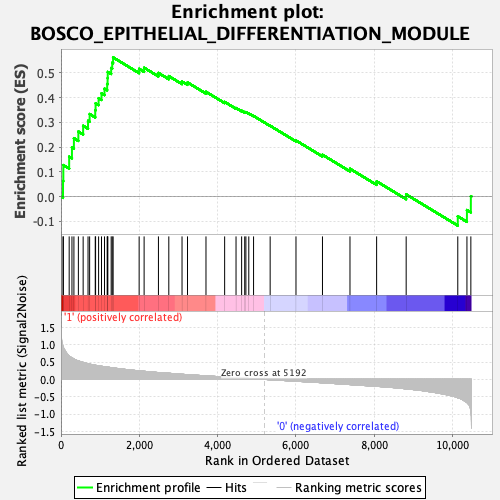 Enrichment plot:
BOSCO_EPITHELIAL_DIFFERENTIATION_MODULE
Enrichment score (ES)
0.5
0.4
0.3
0.2
0.1
0.0
-0.1
'1' (positively correlated)
Ranked list metric (Signal2Noise)
1.5
1.0
0.5
0.0
-0.5
-1.0
-1.5
Zero cross at 5192
'0' (negatively correlated)
0 2,000 4,000 6,000 8,000 10,000
Rank in Ordered Dataset
Enrichment profile Hits Ranking metric scores